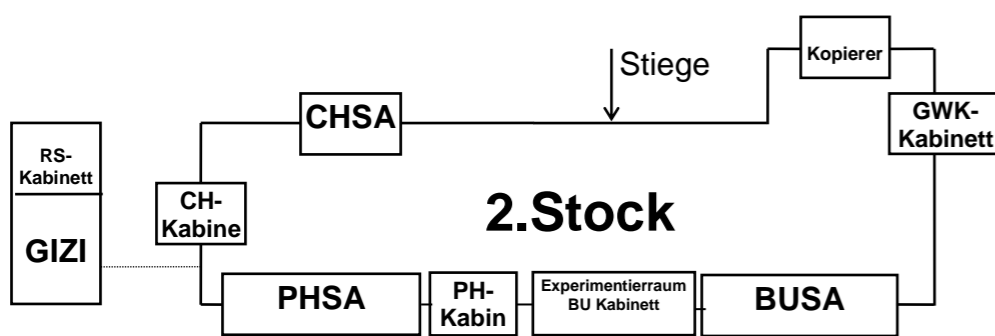 Kopierer
Stiege
CHSA
GWK-
Kabinett
RS-
Kabinett
CH-
Kabine
2.Stock
GIZI
PHSA
PH-
Kabin
Experimentierraum
BU Kabinett
BUSA